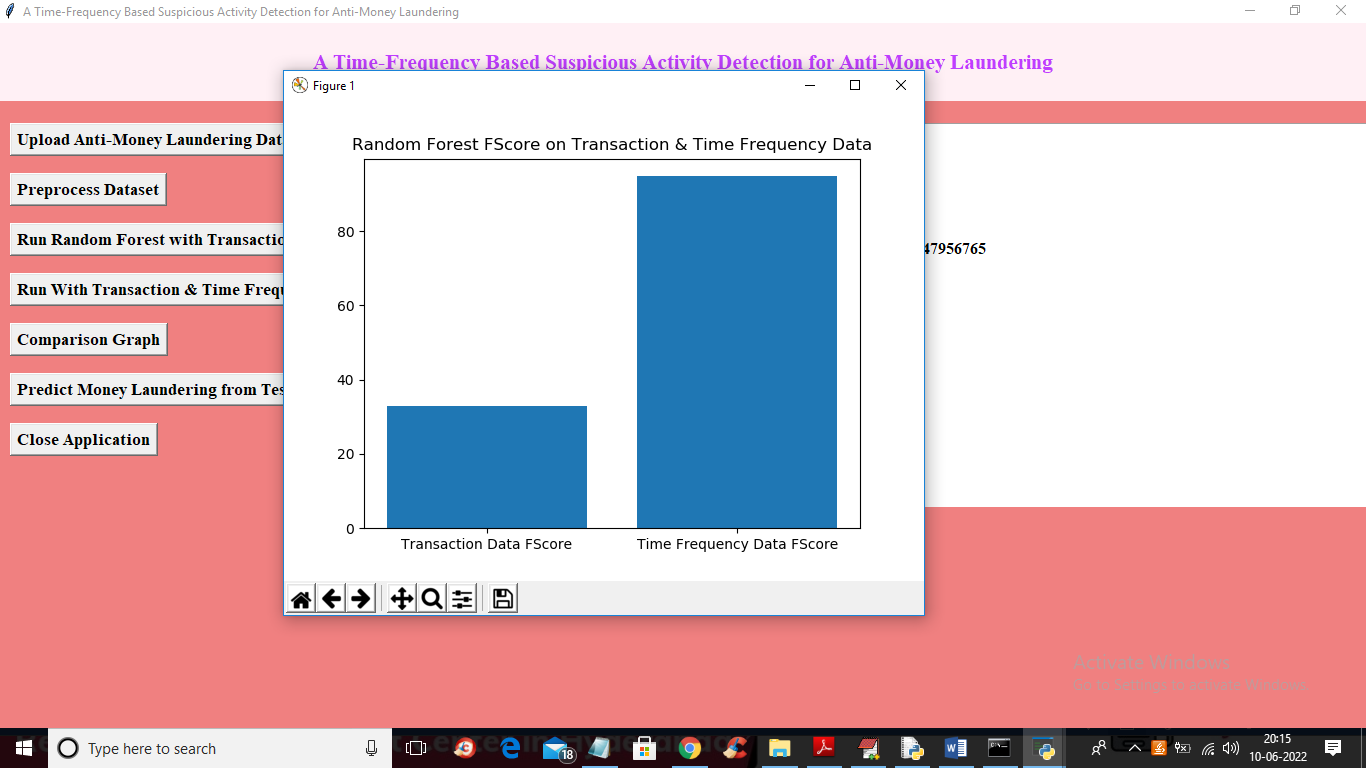 A Time-Frequency Based Suspicious Activity Detection for Anti-Money Laundering
A Time-Frequency Based Suspicious Activity Detection for Anti-Money Laundering
Figure 1
Upload Anti-Money Laundering Dat
Preprocess Dataset
Run Random Forest with Transactio
Run With Transaction & Time Frequ
Comparison Graph
Predict Money Laundering from Tes
Close Application
Random Forest FScore on Transaction & Time Frequency Data
80
60
40
20
0
Transaction Data FScore
Time Frequency Data FScore
47956765
Activate Windows
Go to Settings to activate Windows.
Type here to search
18
20:15
10-06-2022